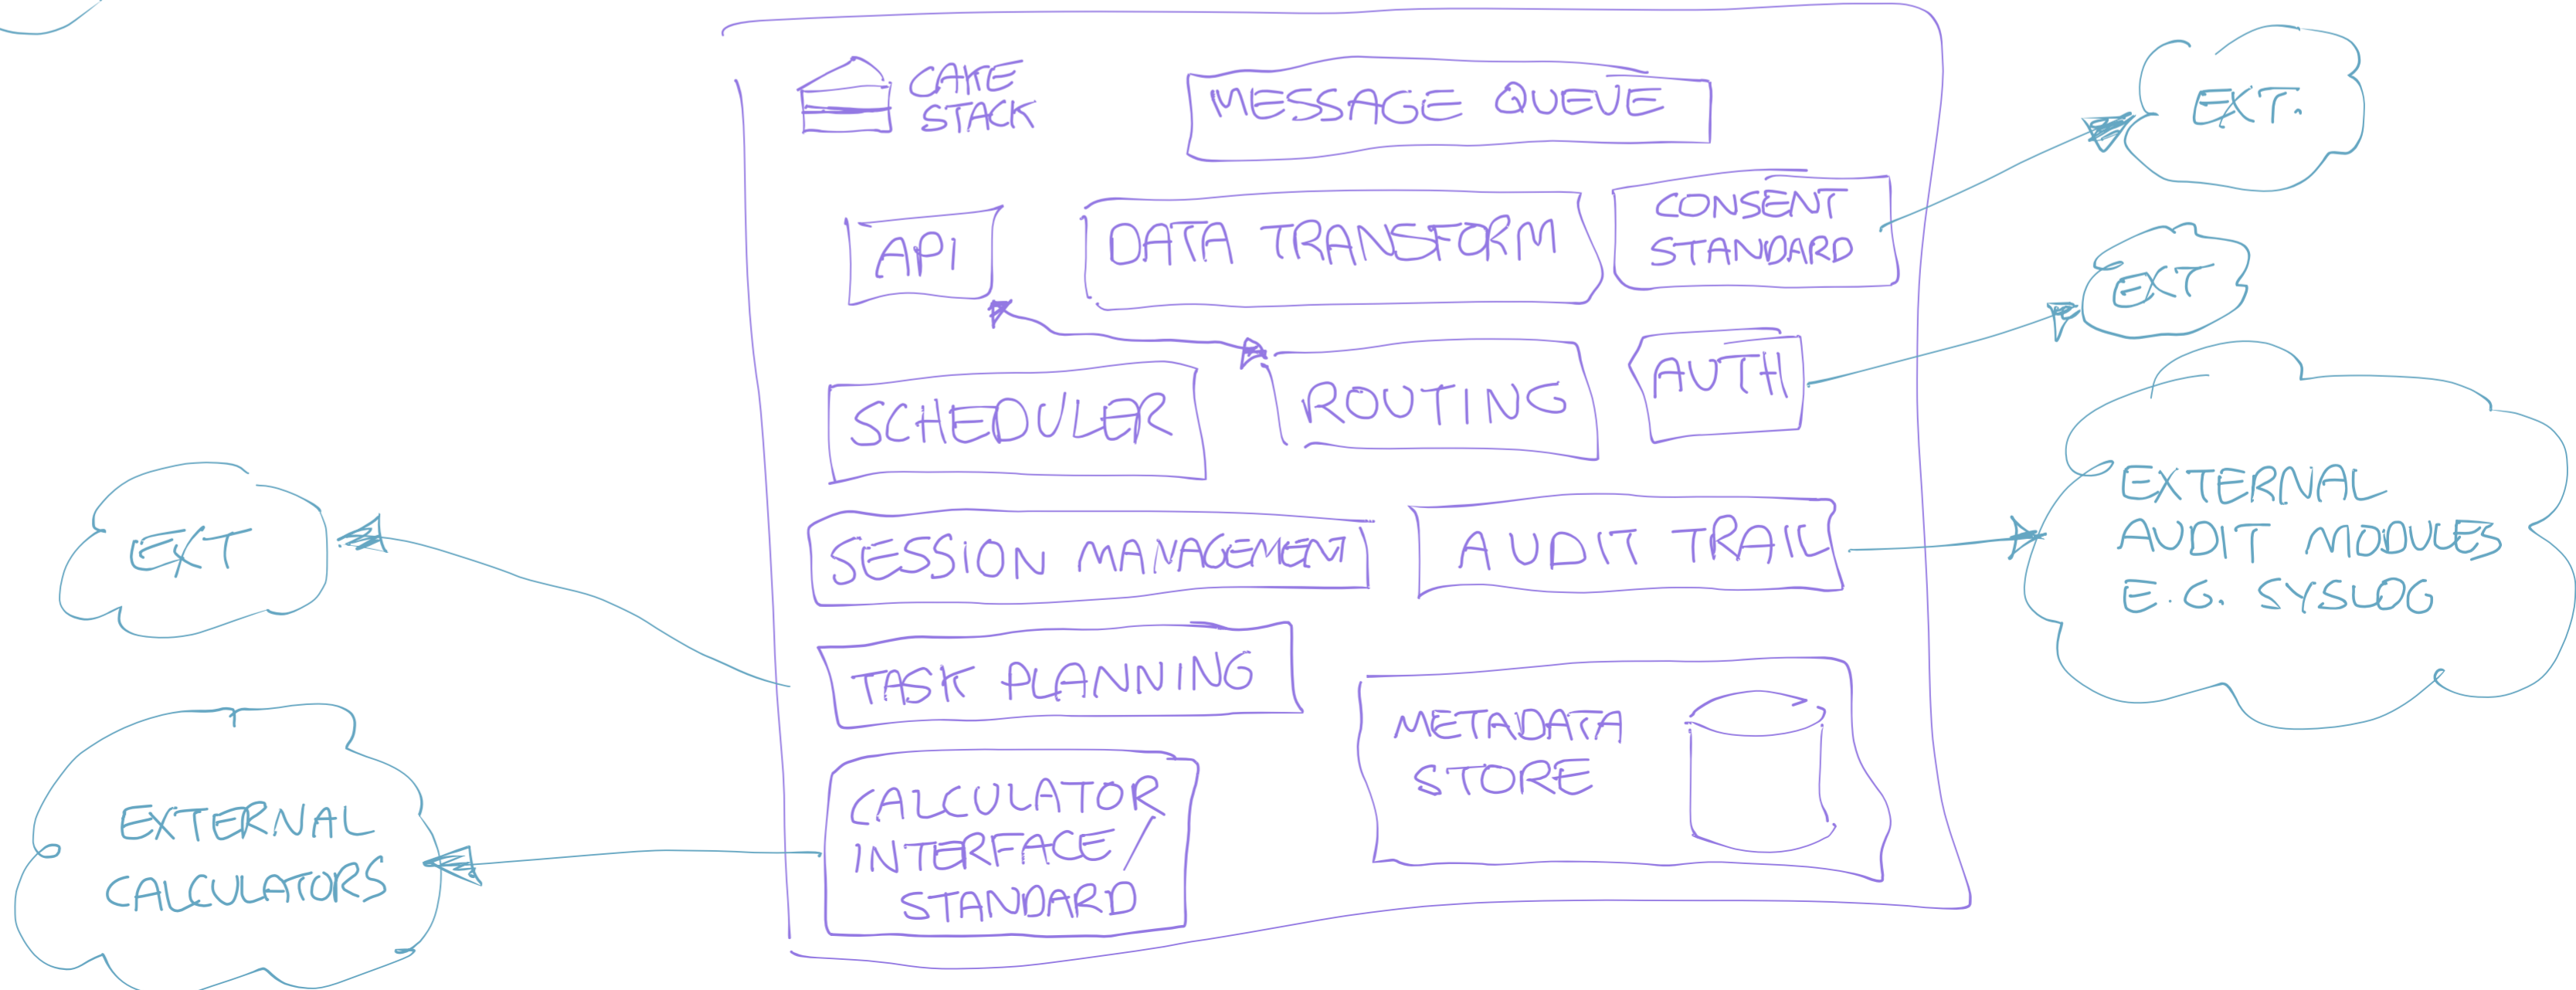 CAKE
STACK
MESSAGE QUEUE
EXT.
API
DATA TRANSFORM
CONSENT
STANDARD
EXT
SCHEDULER
ROUTING
AUTH
EXT
SESSION MANAGEMENT
AUDIT TRAIL
EXTERNAL
AUDIT MODULES
E.G. SYSLOG
TASK PLANNING
METADATA
STORE
EXTERNAL
CALCULATORS
CALCULATOR
INTERFACE/
STANDARD